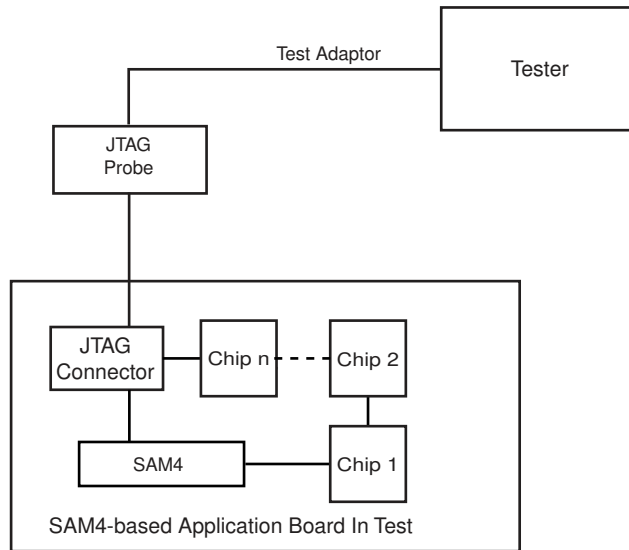 Test Adaptor
Tester
JTAG
Probe
JTAG
Connector
Chip n
Chip 2
SAM4
Chip 1
SAM4-based Application Board In Test